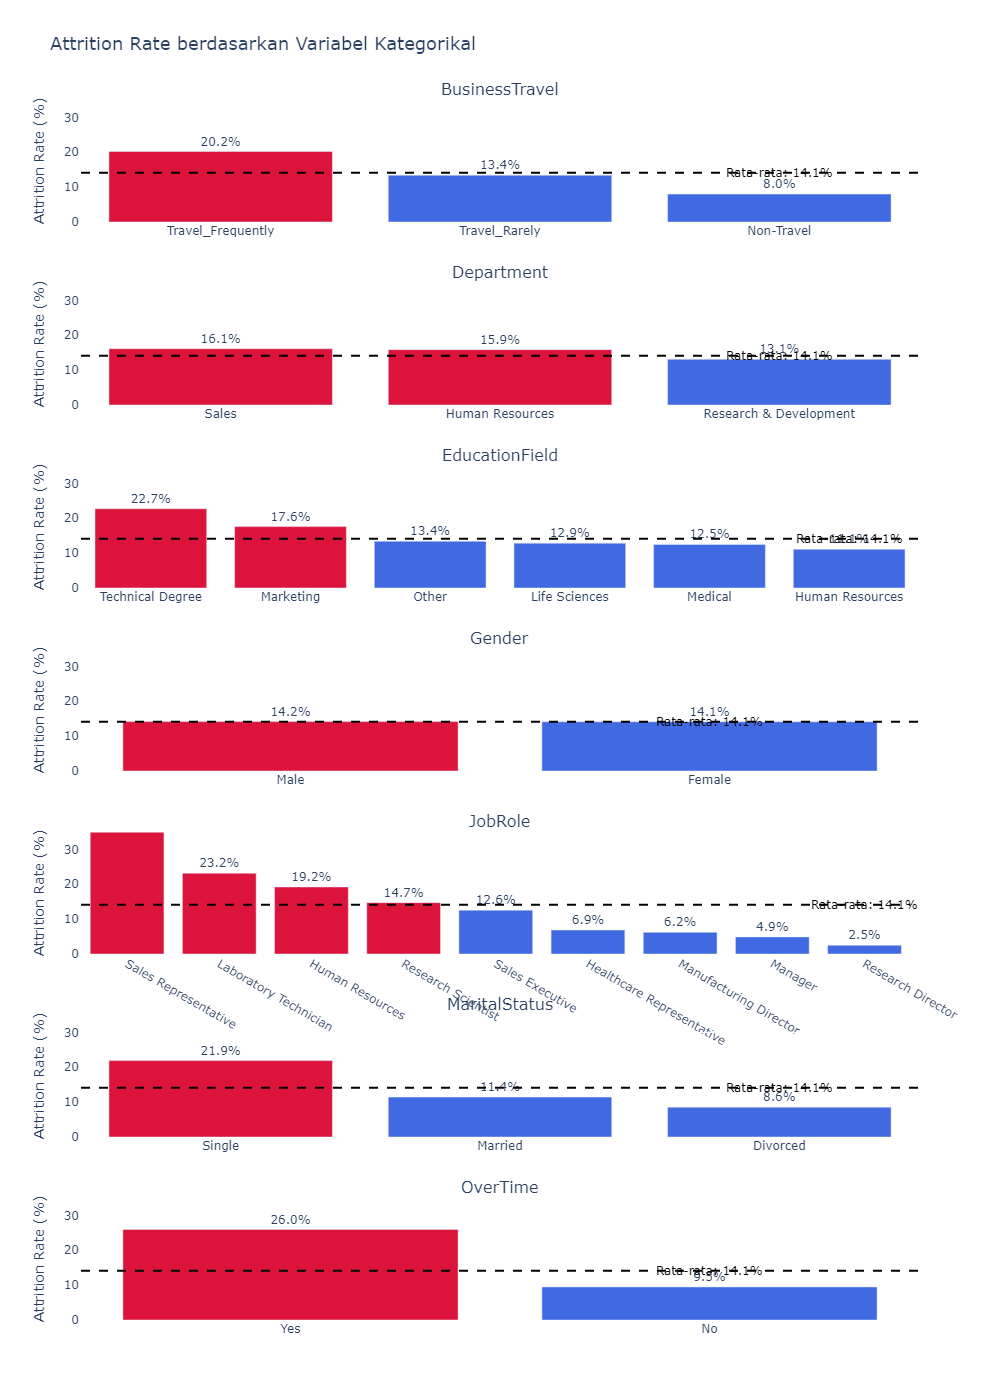 Attrition Rate berdasarkan Variabel Kategorikal
BusinessTravel
Attrition Rate (%)
30
20
10
0
20.2%
13.4%
Rata-rata: 14.1%
8.0%
Travel_Frequently
Travel_Rarely
Non-Travel
Department
Attrition Rate (%)
30
20
10
0
16.1%
15.9%
13.1%
Rata-rata: 14.1%
Sales
Human Resources
Research & Development
EducationField
Attrition Rate (%)
30
20
10
0
22.7%
17.6%
13.4%
12.9%
12.5%
Rata-rata: 14.1%
Technical Degree
Marketing
Other
Life Sciences
Medical
Human Resources
Gender
Attrition Rate (%)
30
20
10
0
14.2%
14.1%
Rata-rata: 14.1%
Male
Female
JobRole
Attrition Rate (%)
30
20
10
0
23.2%
19.2%
14.7%
12.6%
6.9%
6.2%
4.9%
2.5%
Rata-rata: 14.1%
Sales Representative
Laboratory Technician
Human Resources
Research Scientist
Sales Executive
Healthcare Representative
Manufacturing Director
Manager
Research Director
MaritalStatus
Attrition Rate (%)
30
20
10
0
21.9%
11.4%
Rata-rata: 14.1%
8.6%
Single
Married
Divorced
OverTime
Attrition Rate (%)
30
20
10
0
26.0%
Rata-rata: 14.1%
Yes
No